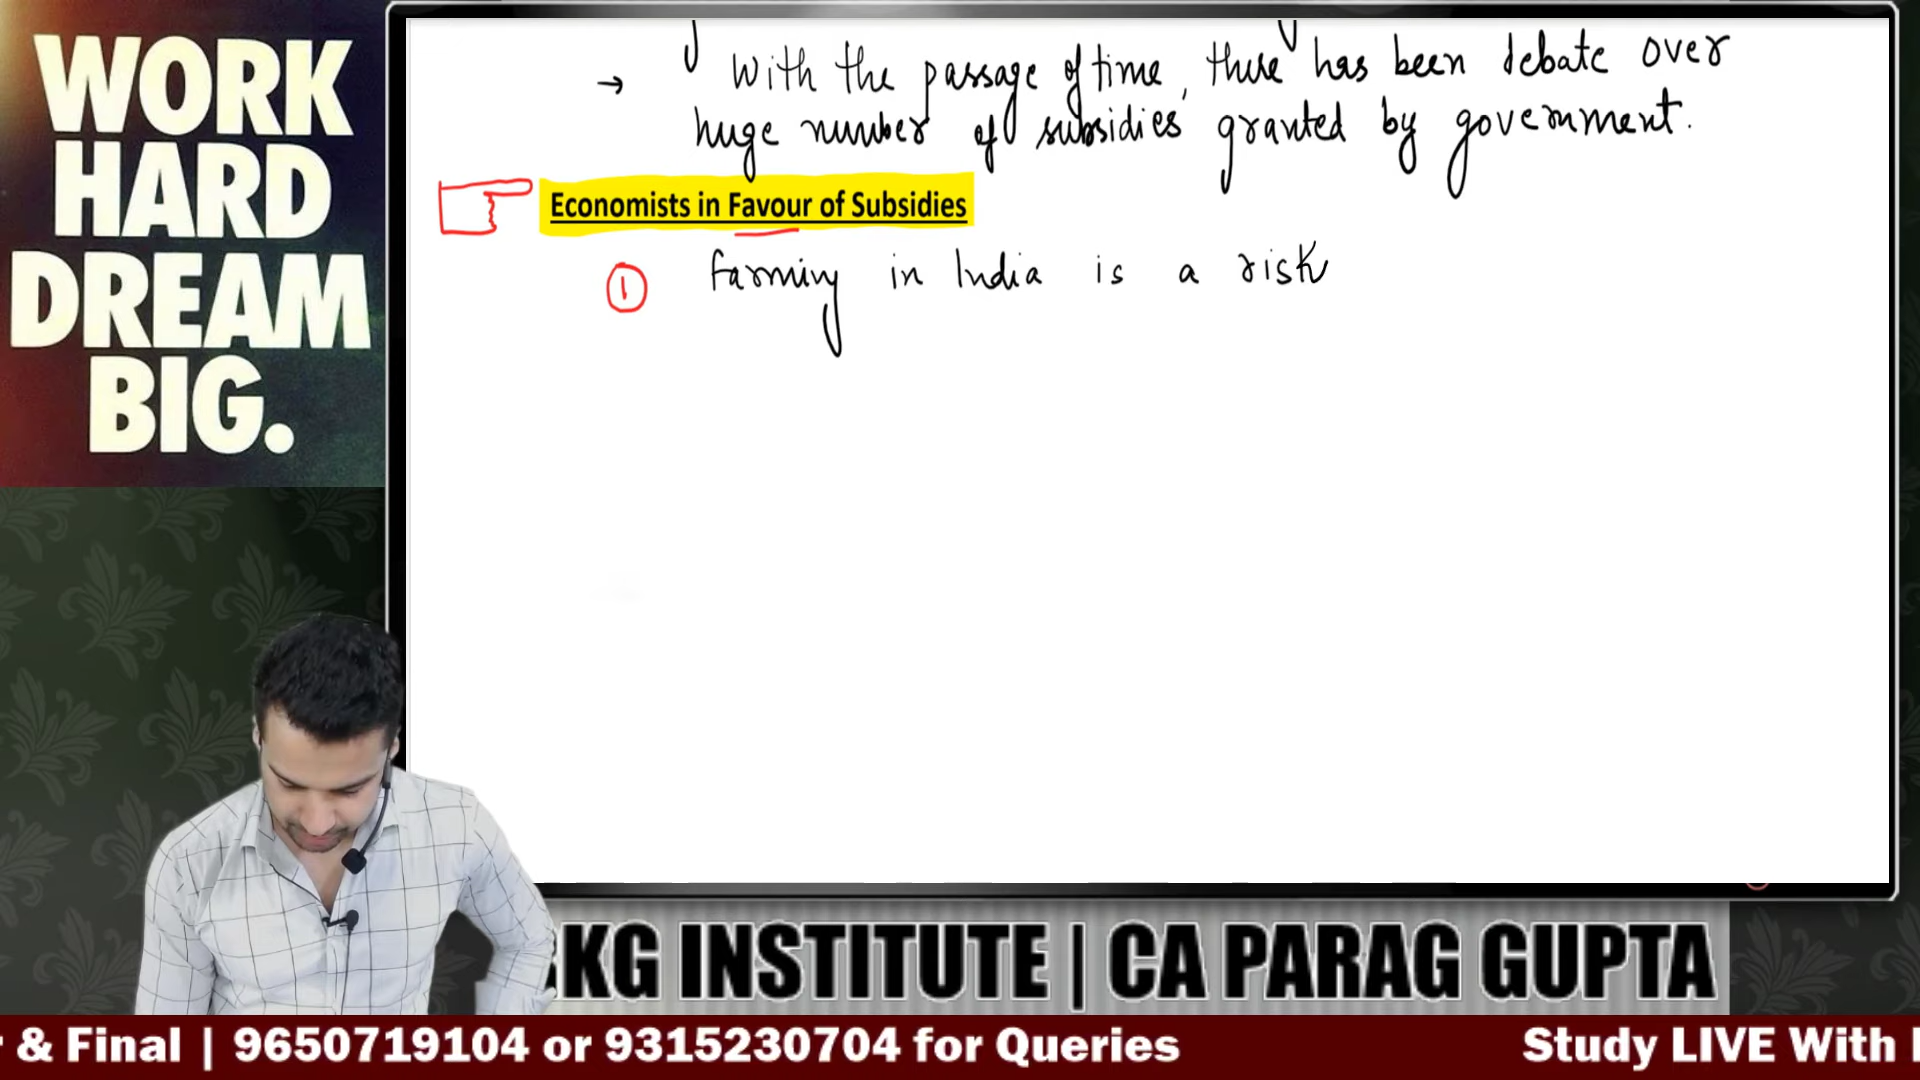 WORK
HARD
DREAM
BIG.
→ With the passage of time, there has been debate over
huge number of subsidies granted by government.
Economists in Favour of Subsidies
① Farming in India is a risk
KG INSTITUTE | CA PARAG GUPTA
& Final | 9650719104 or 9315230704 for Queries
Study LIVE With